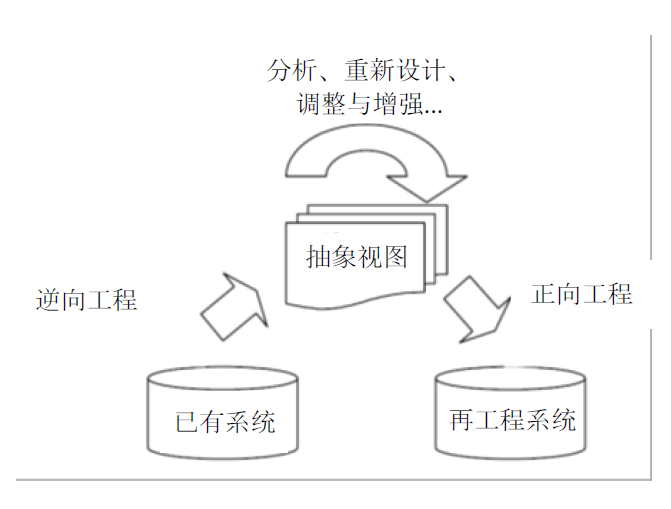 分析、重新设计、
调整与增强...
抽象视图
逆向工程
正向工程
已有系统
再工程系统